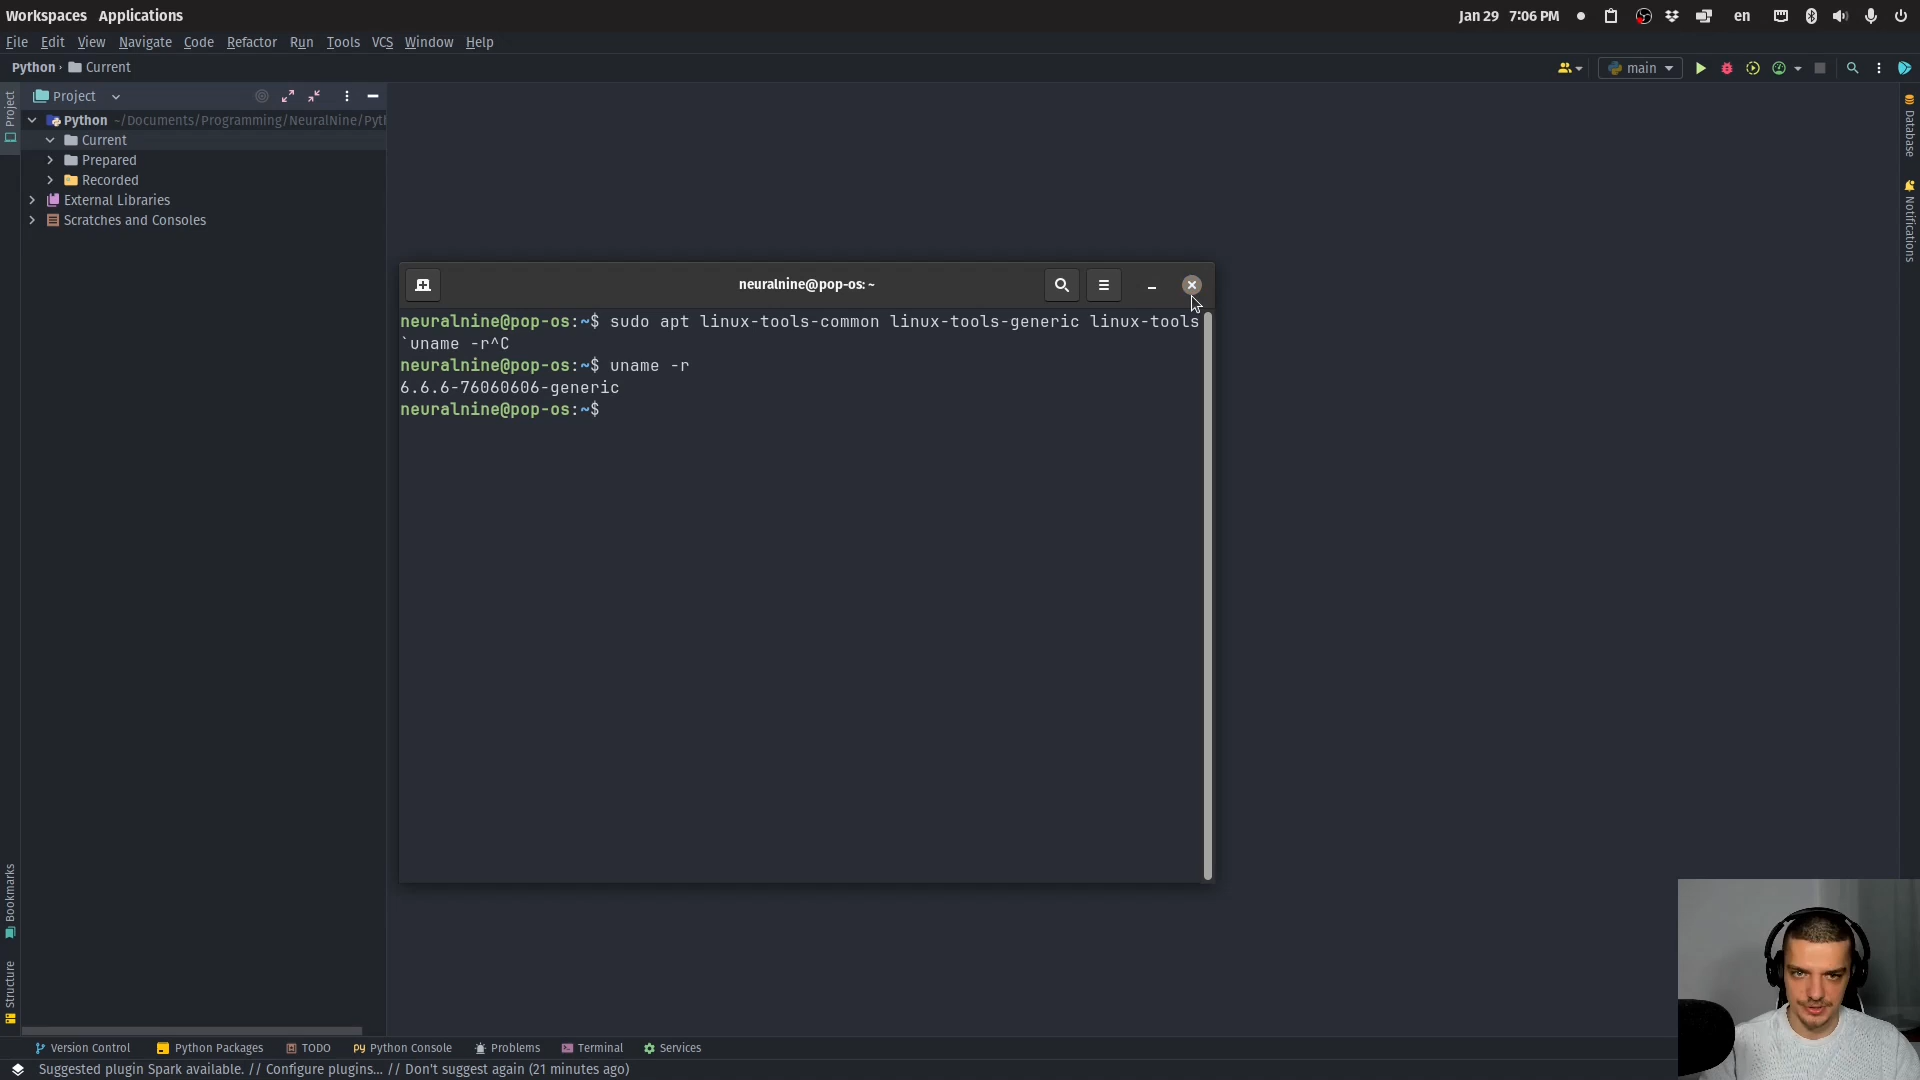 Workspaces Applications Jan 29 7:06 PM en
File Edit View Navigate Code Refactor Run Tools VCS Window Help
Python › Current main
Project
Python ~/Documents/Programming/NeuralNine/Pyt
Current
Prepared
Recorded
External Libraries
Scratches and Consoles
Project
Bookmarks
Structure
Database
Notifications
neuralnine@pop-os: ~
neuralnine@pop-os:~$ sudo apt linux-tools-common linux-tools-generic linux-tools
`uname -r^C
neuralnine@pop-os:~$ uname -r
6.6.6-76060606-generic
neuralnine@pop-os:~$
Version Control Python Packages TODO Python Console Problems Terminal Services
Suggested plugin Spark available. // Configure plugins... // Don't suggest again (21 minutes ago)